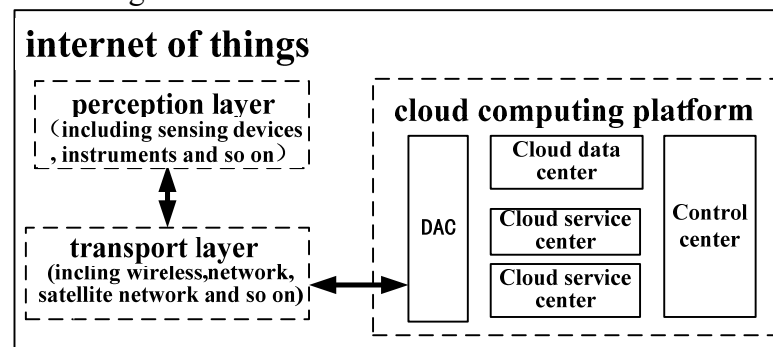 internet of things
perception layer
（including sensing devices
, instruments and so on）
transport layer
(incling wireless,network,
satellite network and so on)
cloud computing platform
DAC
Cloud data
center
Cloud service
center
Cloud service
center
Control
center